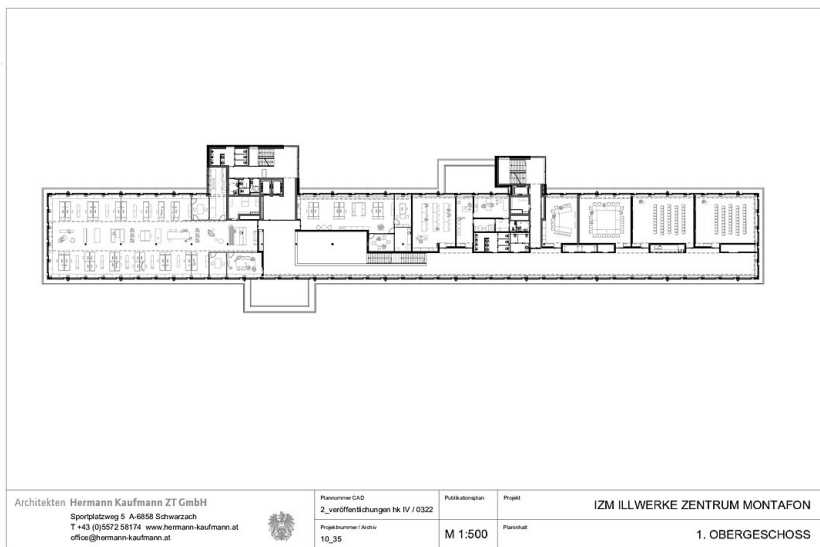 Architekten Hermann Kaufmann ZT GmbH
Sportplatzweg 5 A-6858 Schwarzach
T +43 (0)5572 58174 www.hermann-kaufmann.at
office@hermann-kaufmann.at
Plannummer CAD
2_veröffentlichungen hk IV / 0322
Projektnummer / Archiv
10_35
Publikationsplan
M 1:500
Projekt
IZM ILLWERKE ZENTRUM MONTAFON
Planinhalt
1. OBERGESCHOSS